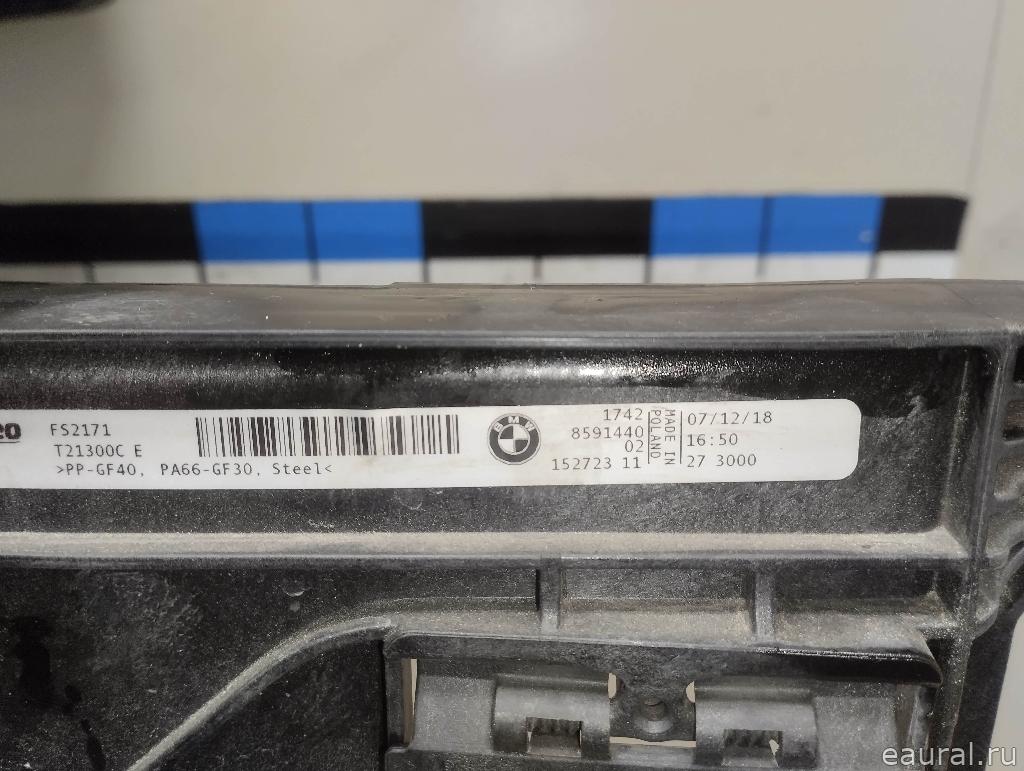 FS2171
T21300C E
>PP-GF40, PA66-GF30, Steel<
BMW
1742
8591440
02
152723 11
MADE IN
POLAND
07/12/18
16:50
27 3000
eaural.ru